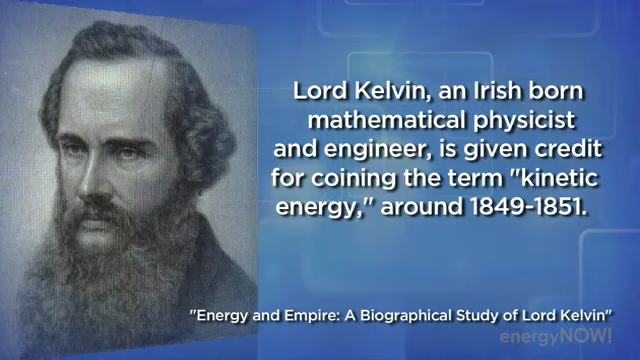 Lord Kelvin, an Irish born
mathematical physicist
and engineer, is given credit
for coining the term "kinetic
energy," around 1849-1851.
"Energy and Empire: A Biographical Study of Lord Kelvin"
energyNOW!